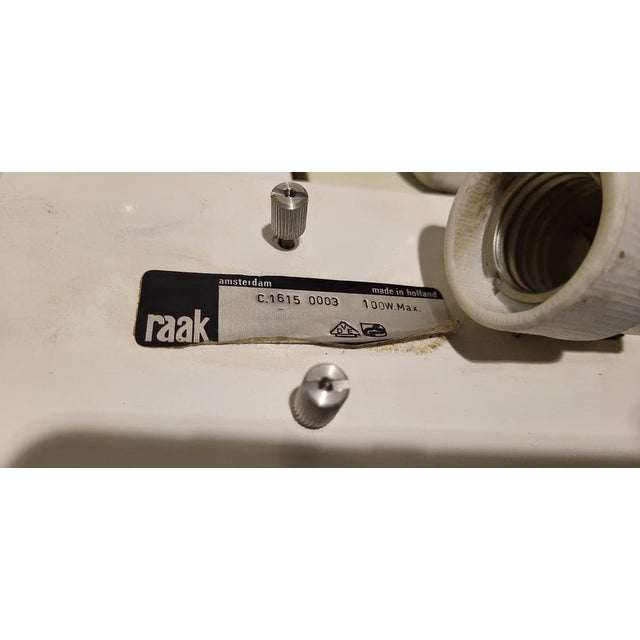 amsterdam made in holland
C.1615 0003 100W.Max.
raak